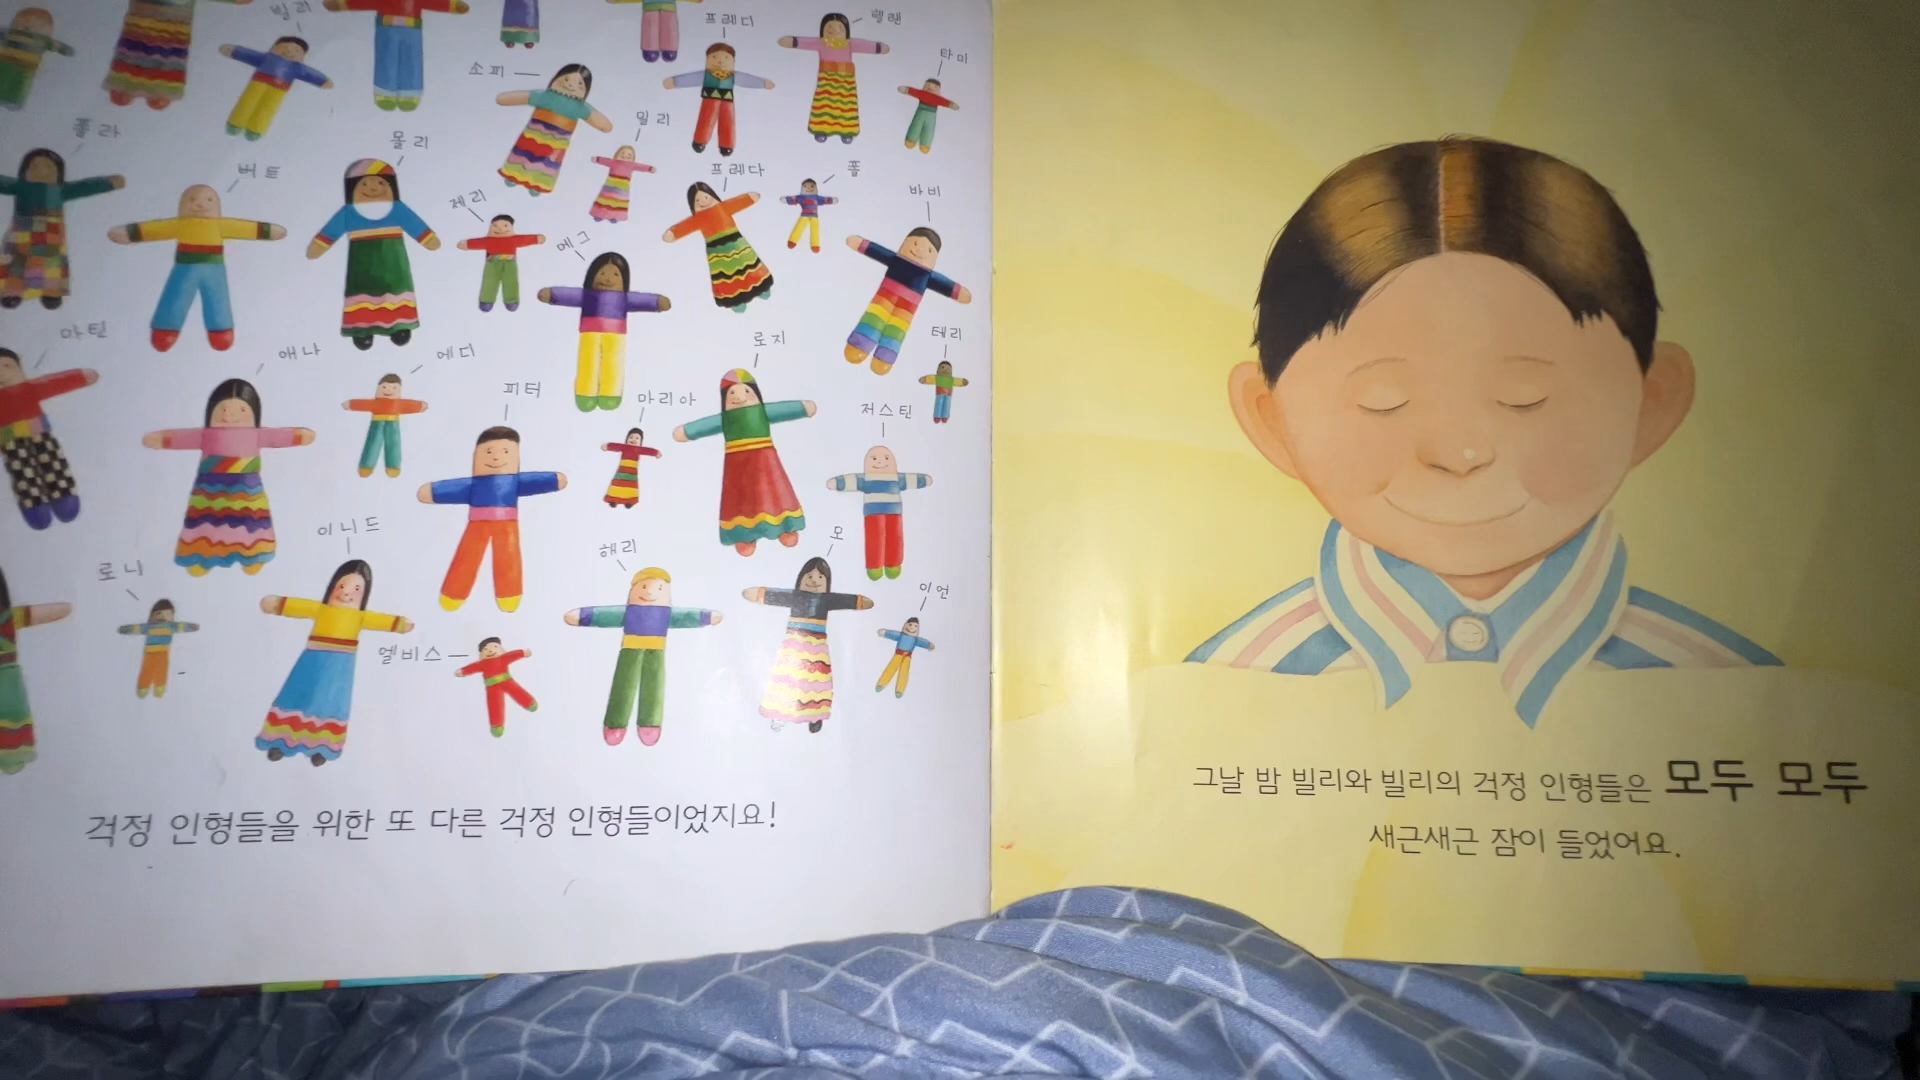 빌리
프레디
헬렌
타미
소피
밀리
폴라
몰리
버트
프레다
폴
바비
제리
메그
마틴
애나
에디
로지
테리
피터
마리아
저스틴
이니드
모
해리
로니
이언
엘비스
걱정 인형들을 위한 또 다른 걱정 인형들이었지요!
그날 밤 빌리와 빌리의 걱정 인형들은 모두 모두
새근새근 잠이 들었어요.